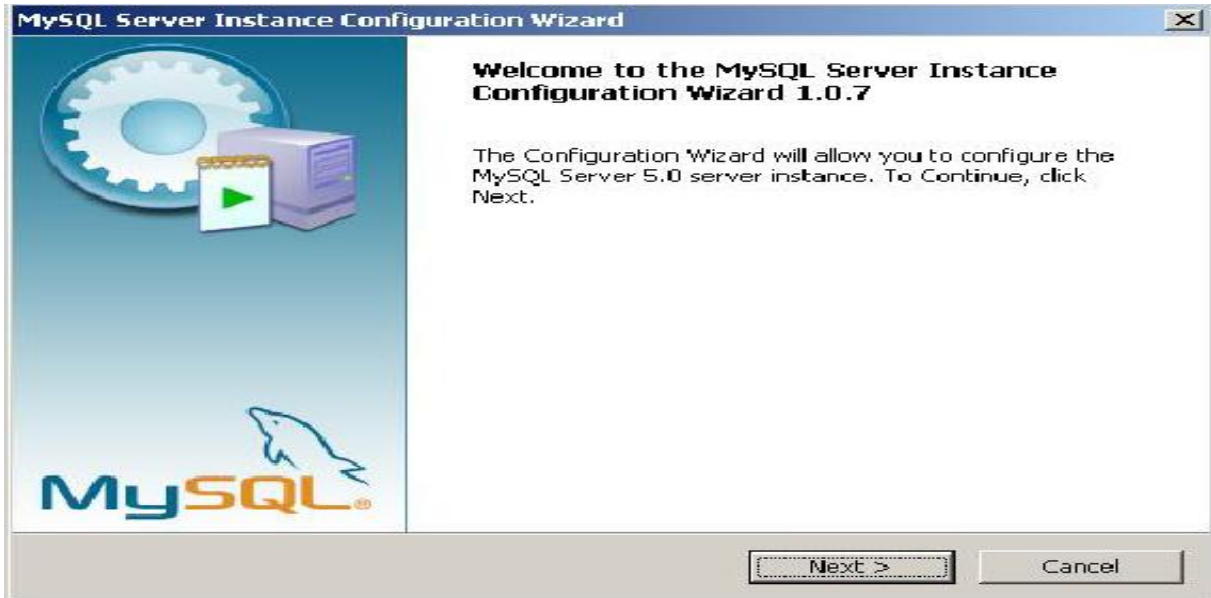 MySQL Server Instance Configuration Wizard
Welcome to the MySQL Server Instance
Configuration Wizard 1.0.7
The Configuration Wizard will allow you to configure the
MySQL Server 5.0 server instance. To Continue, click
Next.
MySQL®
Next >
Cancel